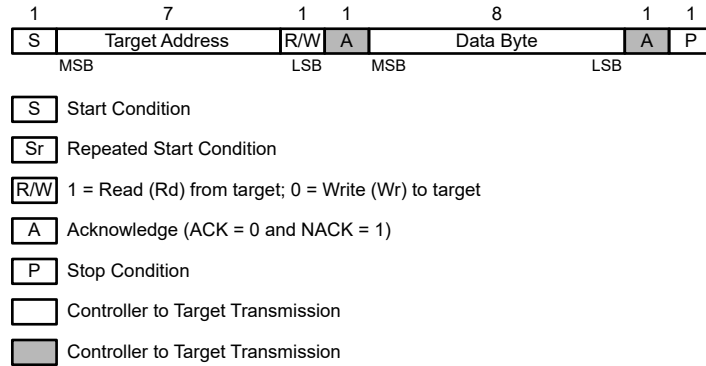 1 7 1 1 8 1 1
S Target Address R/W A Data Byte A P
MSB LSB MSB LSB
S Start Condition
Sr Repeated Start Condition
R/W 1 = Read (Rd) from target; 0 = Write (Wr) to target
A Acknowledge (ACK = 0 and NACK = 1)
P Stop Condition
Controller to Target Transmission
Controller to Target Transmission